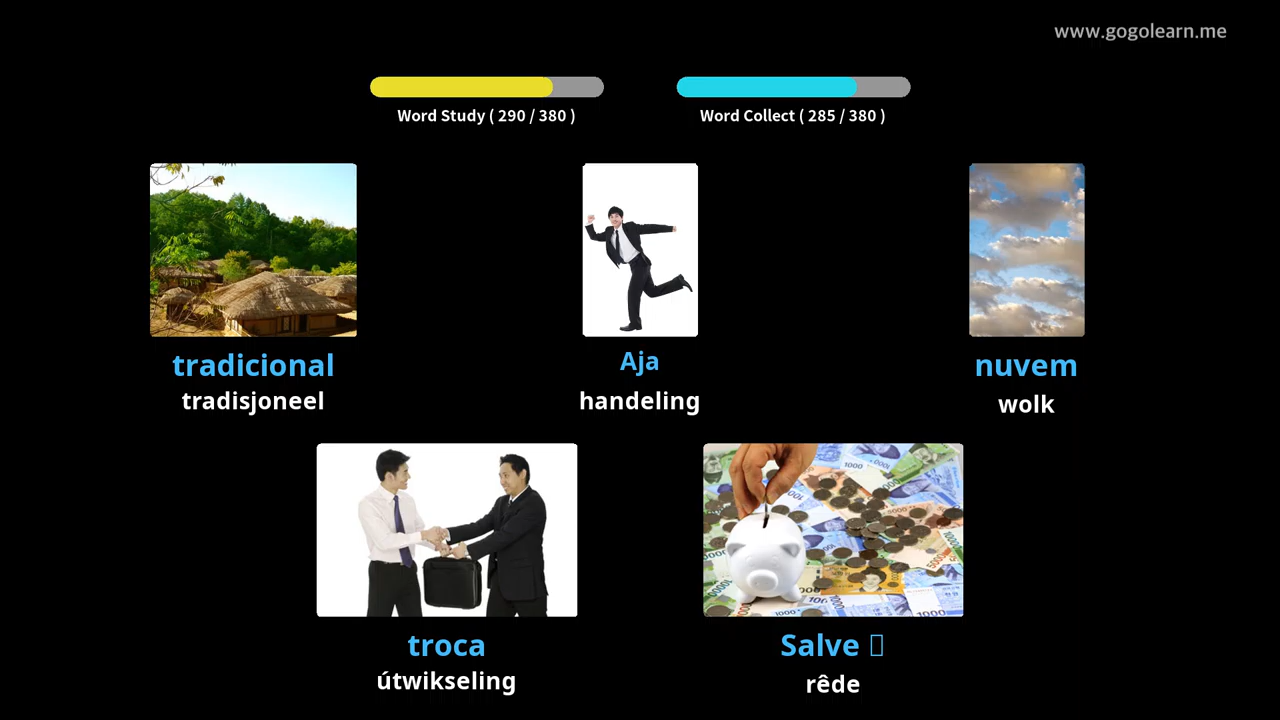 www.gogolearn.me
Word Study ( 290 / 380 )
Word Collect ( 285 / 380 )
tradicional
tradisjoneel
Aja
handeling
nuvem
wolk
troca
útwikseling
Salve
rêde